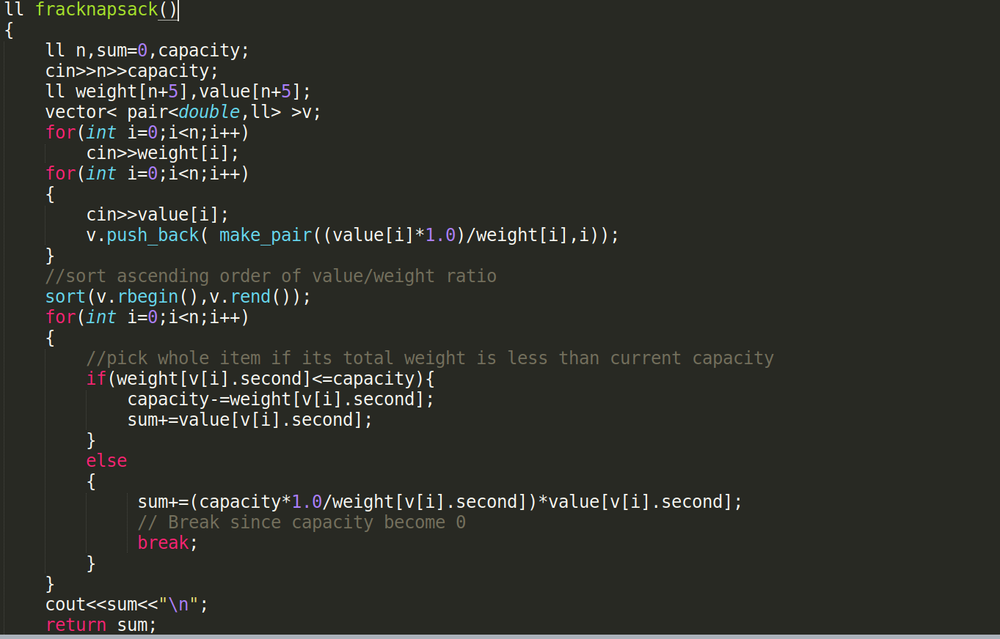 ll fracknapsack()
{
    ll n,sum=0,capacity;
    cin>>n>>capacity;
    ll weight[n+5],value[n+5];
    vector< pair<double,ll> >v;
    for(int i=0;i<n;i++)
        cin>>weight[i];
    for(int i=0;i<n;i++)
    {
        cin>>value[i];
        v.push_back( make_pair((value[i]*1.0)/weight[i],i));
    }
    //sort ascending order of value/weight ratio
    sort(v.rbegin(),v.rend());
    for(int i=0;i<n;i++)
    {
        //pick whole item if its total weight is less than current capacity
        if(weight[v[i].second]<=capacity){
            capacity-=weight[v[i].second];
            sum+=value[v[i].second];
        }
        else
        {
             sum+=(capacity*1.0/weight[v[i].second])*value[v[i].second];
             // Break since capacity become 0
             break;
        }
    }
    cout<<sum<<"\n";
    return sum;